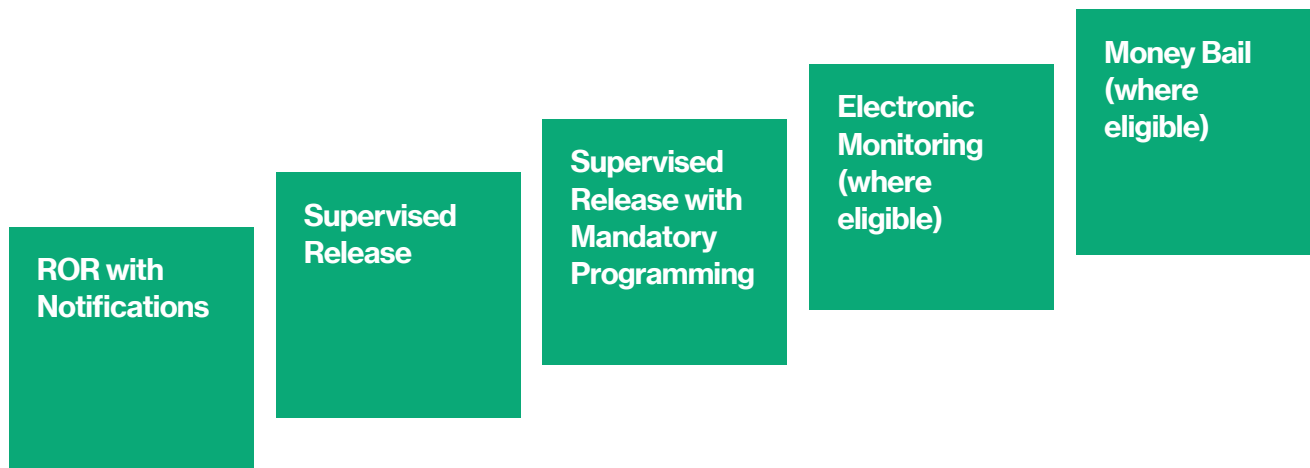 ROR with
Notifications
Supervised
Release
Supervised
Release with
Mandatory
Programming
Electronic
Monitoring
(where
eligible)
Money Bail
(where
eligible)